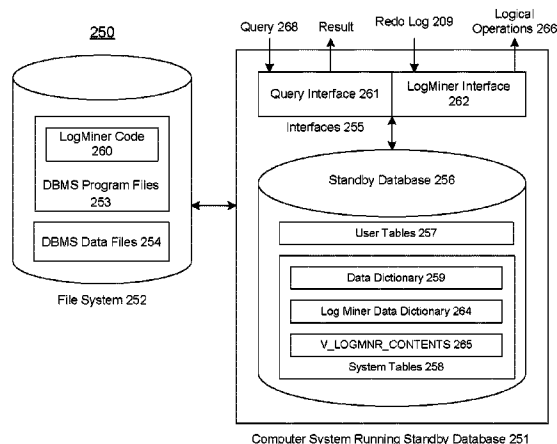 250
Query 268
Result
Redo Log 209
Logical
Operations 266
Query Interface 261
LogMiner Interface
262
Interfaces 255
LogMiner Code
260
DBMS Program Files
253
DBMS Data Files 254
File System 252
Standby Database 256
User Tables 257
Data Dictionary 259
Log Miner Data Dictionary 264
V_LOGMNR_CONTENTS 265
System Tables 258
Computer System Running Standby Database 251